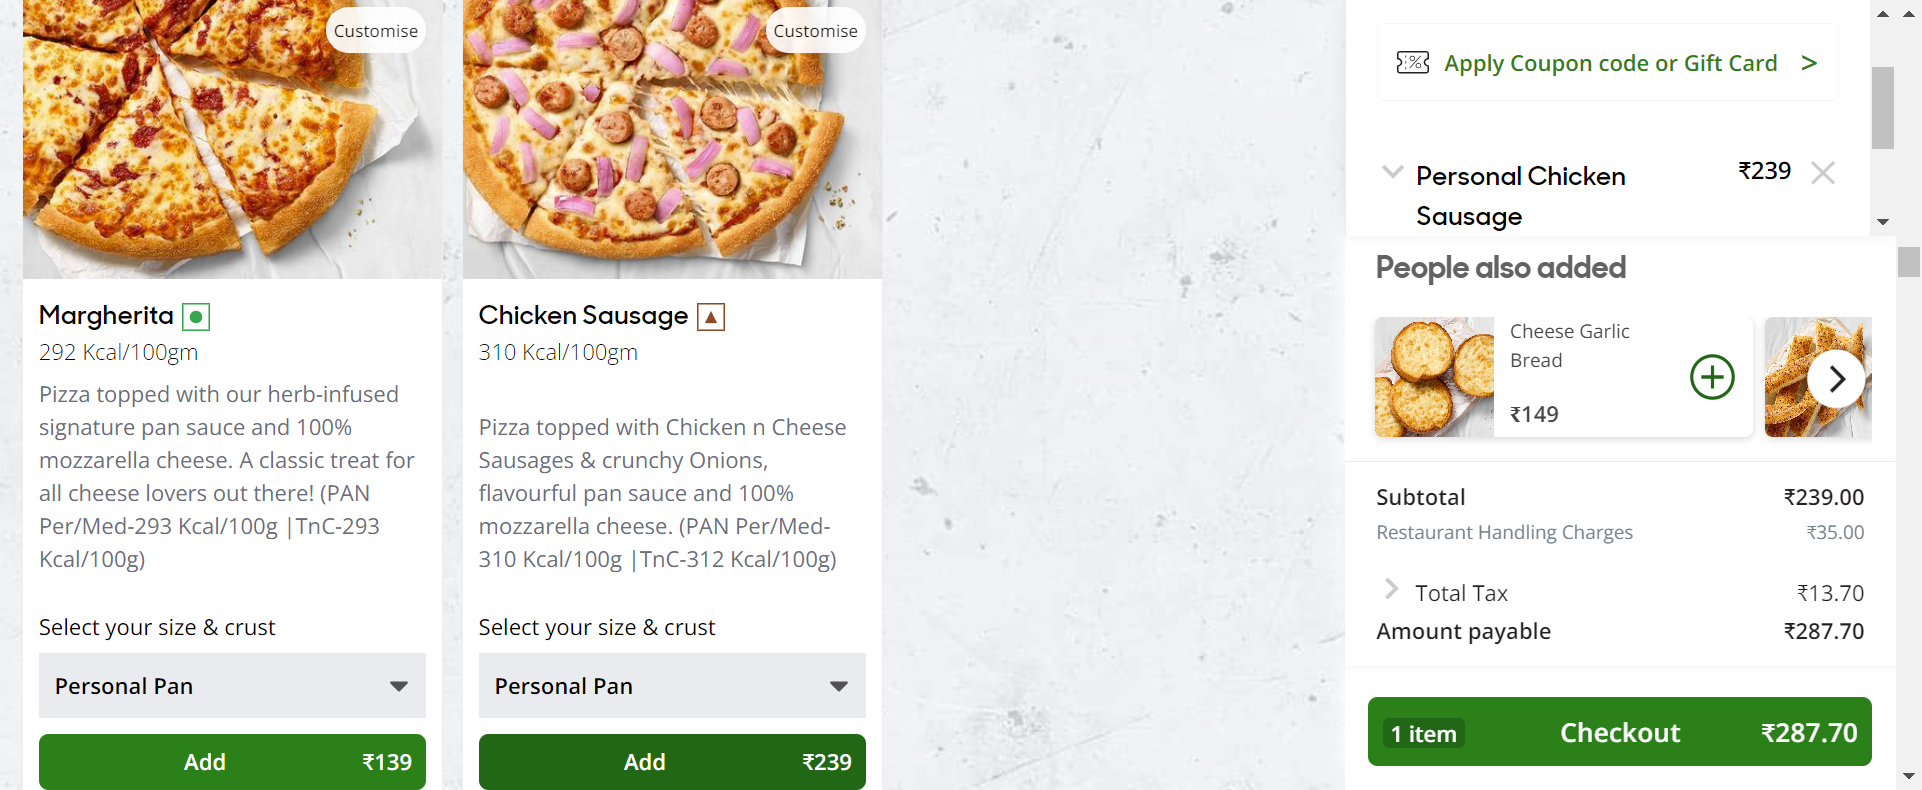 Customise
Margherita
292 Kcal/100gm
Pizza topped with our herb-infused
signature pan sauce and 100%
mozzarella cheese. A classic treat for
all cheese lovers out there! (PAN
Per/Med-293 Kcal/100g |TnC-293
Kcal/100g)
Select your size & crust
Personal Pan
Add ₹139
Customise
Chicken Sausage
310 Kcal/100gm
Pizza topped with Chicken n Cheese
Sausages & crunchy Onions,
flavourful pan sauce and 100%
mozzarella cheese. (PAN Per/Med-
310 Kcal/100g |TnC-312 Kcal/100g)
Select your size & crust
Personal Pan
Add ₹239
Apply Coupon code or Gift Card >
Personal Chicken ₹239
Sausage
People also added
Cheese Garlic
Bread
₹149
Subtotal ₹239.00
Restaurant Handling Charges ₹35.00
Total Tax ₹13.70
Amount payable ₹287.70
1 item Checkout ₹287.70